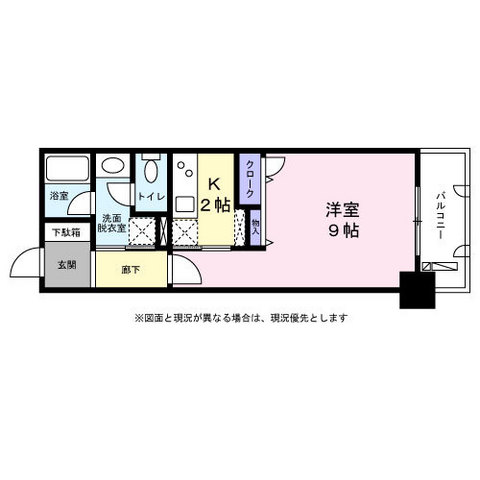 浴室
洗面
脱衣室
トイレ
K
2帖
クローク
物入
洋室
9帖
バルコニー
下駄箱
玄関
廊下
※図面と現況が異なる場合は、現況優先とします